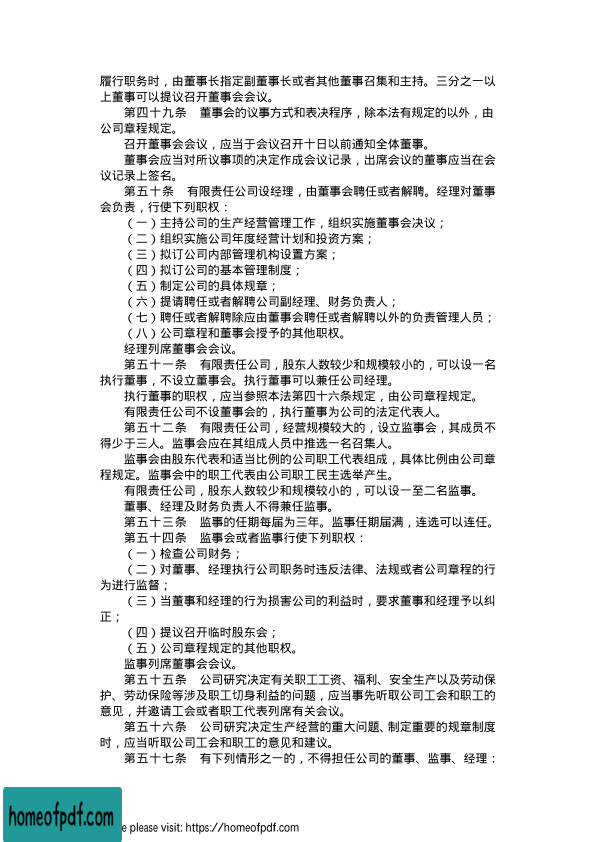 履行职务时，由董事长指定副董事长或者其他董事召集和主持。三分之一以
上董事可以提议召开董事会会议。
第四十九条　董事会的议事方式和表决程序，除本法有规定的以外，由
公司章程规定。
召开董事会会议，应当于会议召开十日以前通知全体董事。
董事会应当对所议事项的决定作成会议记录，出席会议的董事应当在会
议记录上签名。
第五十条　有限责任公司设经理，由董事会聘任或者解聘。经理对董事
会负责，行使下列职权：
（一）主持公司的生产经营管理工作，组织实施董事会决议；
（二）组织实施公司年度经营计划和投资方案；
（三）拟订公司内部管理机构设置方案；
（四）拟订公司的基本管理制度；
（五）制定公司的具体规章；
（六）提请聘任或者解聘公司副经理、财务负责人；
（七）聘任或者解聘除应由董事会聘任或者解聘以外的负责管理人员；
（八）公司章程和董事会授予的其他职权。
经理列席董事会会议。
第五十一条　有限责任公司，股东人数较少和规模较小的，可以设一名
执行董事，不设立董事会。执行董事可以兼任公司经理。
执行董事的职权，应当参照本法第四十六条规定，由公司章程规定。
有限责任公司不设董事会的，执行董事为公司的法定代表人。
第五十二条　有限责任公司，经营规模较大的，设立监事会，其成员不
得少于三人。监事会应在其组成人员中推选一名召集人。
监事会由股东代表和适当比例的公司职工代表组成，具体比例由公司章
程规定。监事会中的职工代表由公司职工民主选举产生。
有限责任公司，股东人数较少和规模较小的，可以设一至二名监事。
董事、经理及财务负责人不得兼任监事。
第五十三条　监事的任期每届为三年。监事任期届满，连选可以连任。
第五十四条　监事会或者监事行使下列职权：
（一）检查公司财务；
（二）对董事、经理执行公司职务时违反法律、法规或者公司章程的行
为进行监督；
（三）当董事和经理的行为损害公司的利益时，要求董事和经理予以纠
正；
（四）提议召开临时股东会；
（五）公司章程规定的其他职权。
监事列席董事会会议。
第五十五条　公司研究决定有关职工工资、福利、安全生产以及劳动保
护、劳动保险等涉及职工切身利益的问题，应当事先听取公司工会和职工的
意见，并邀请工会或者职工代表列席有关会议。
第五十六条　公司研究决定生产经营的重大问题、制定重要的规章制度
时，应当听取公司工会和职工的意见和建议。
第五十七条　有下列情形之一的，不得担任公司的董事、监事、经理：
homeofpdf.com
e please visit: https://homeofpdf.com